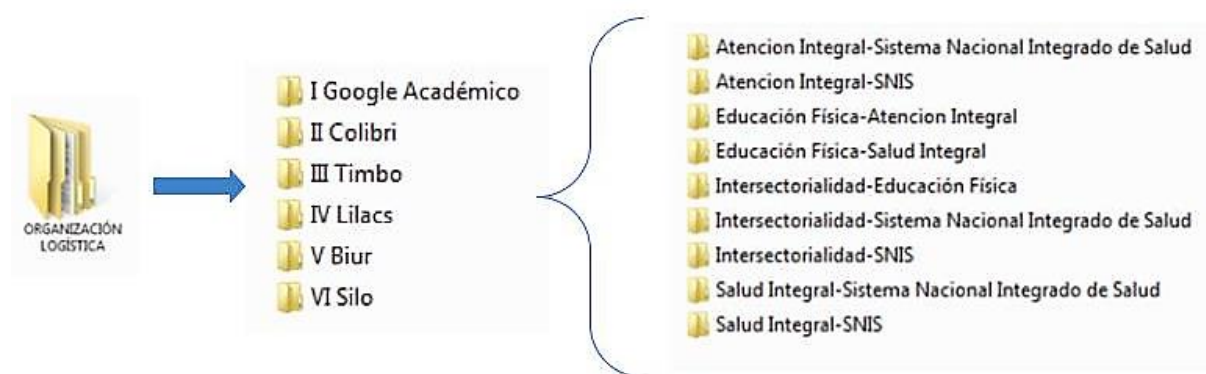 ORGANIZACIÓN
LOGÍSTICA
I Google Académico
II Colibri
III Timbo
IV Lilacs
V Biur
VI Silo
Atencion Integral-Sistema Nacional Integrado de Salud
Atencion Integral-SNIS
Educación Física-Atencion Integral
Educación Física-Salud Integral
Intersectorialidad-Educación Física
Intersectorialidad-Sistema Nacional Integrado de Salud
Intersectorialidad-SNIS
Salud Integral-Sistema Nacional Integrado de Salud
Salud Integral-SNIS